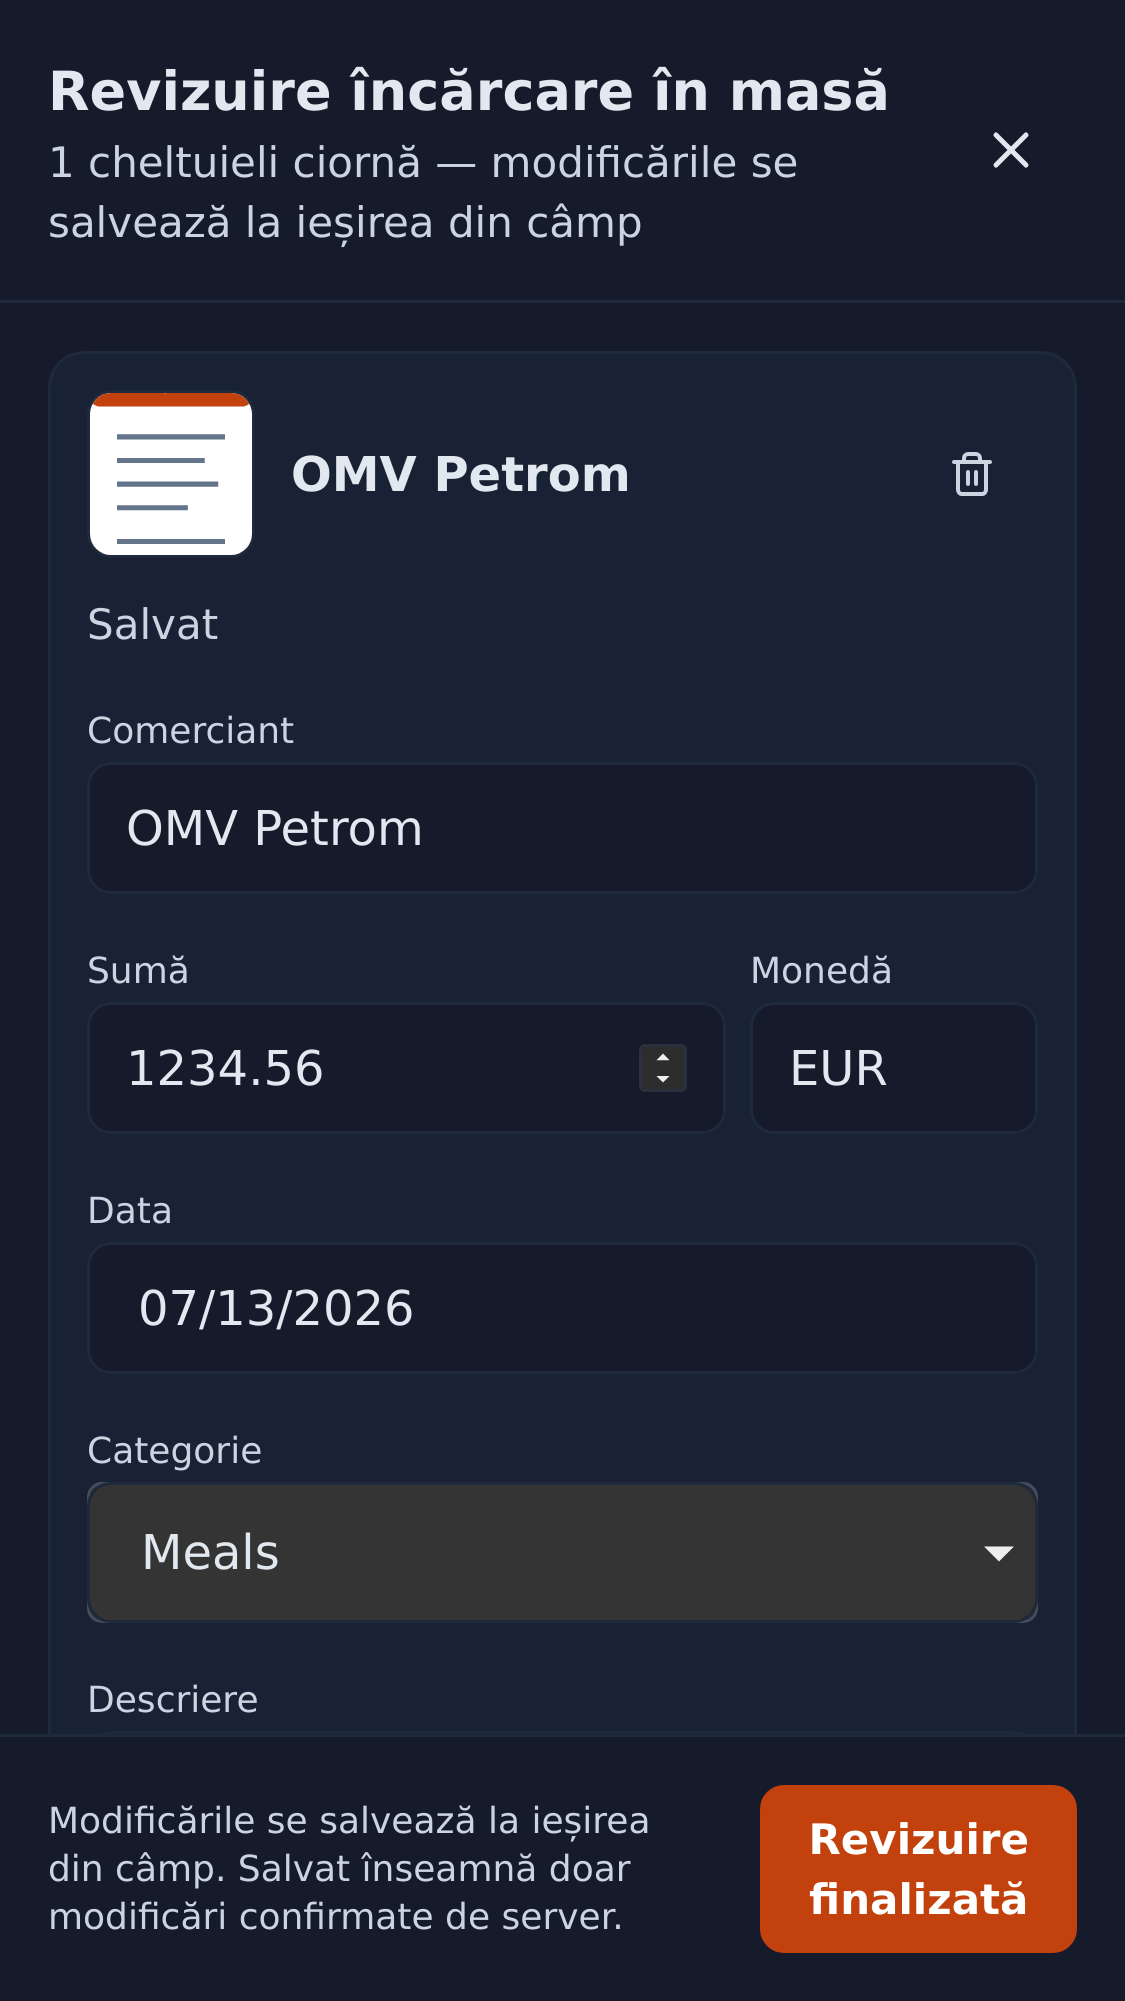 Revizuire încărcare în masă
1 cheltuieli ciornă — modificările se
salvează la ieșirea din câmp
OMV Petrom
Salvat
Comerciant
OMV Petrom
Sumă
Monedă
1234.56
EUR
Data
07/13/2026
Categorie
Meals
Descriere
Modificările se salvează la ieșirea
din câmp. Salvat înseamnă doar
modificări confirmate de server.
Revizuire
finalizată